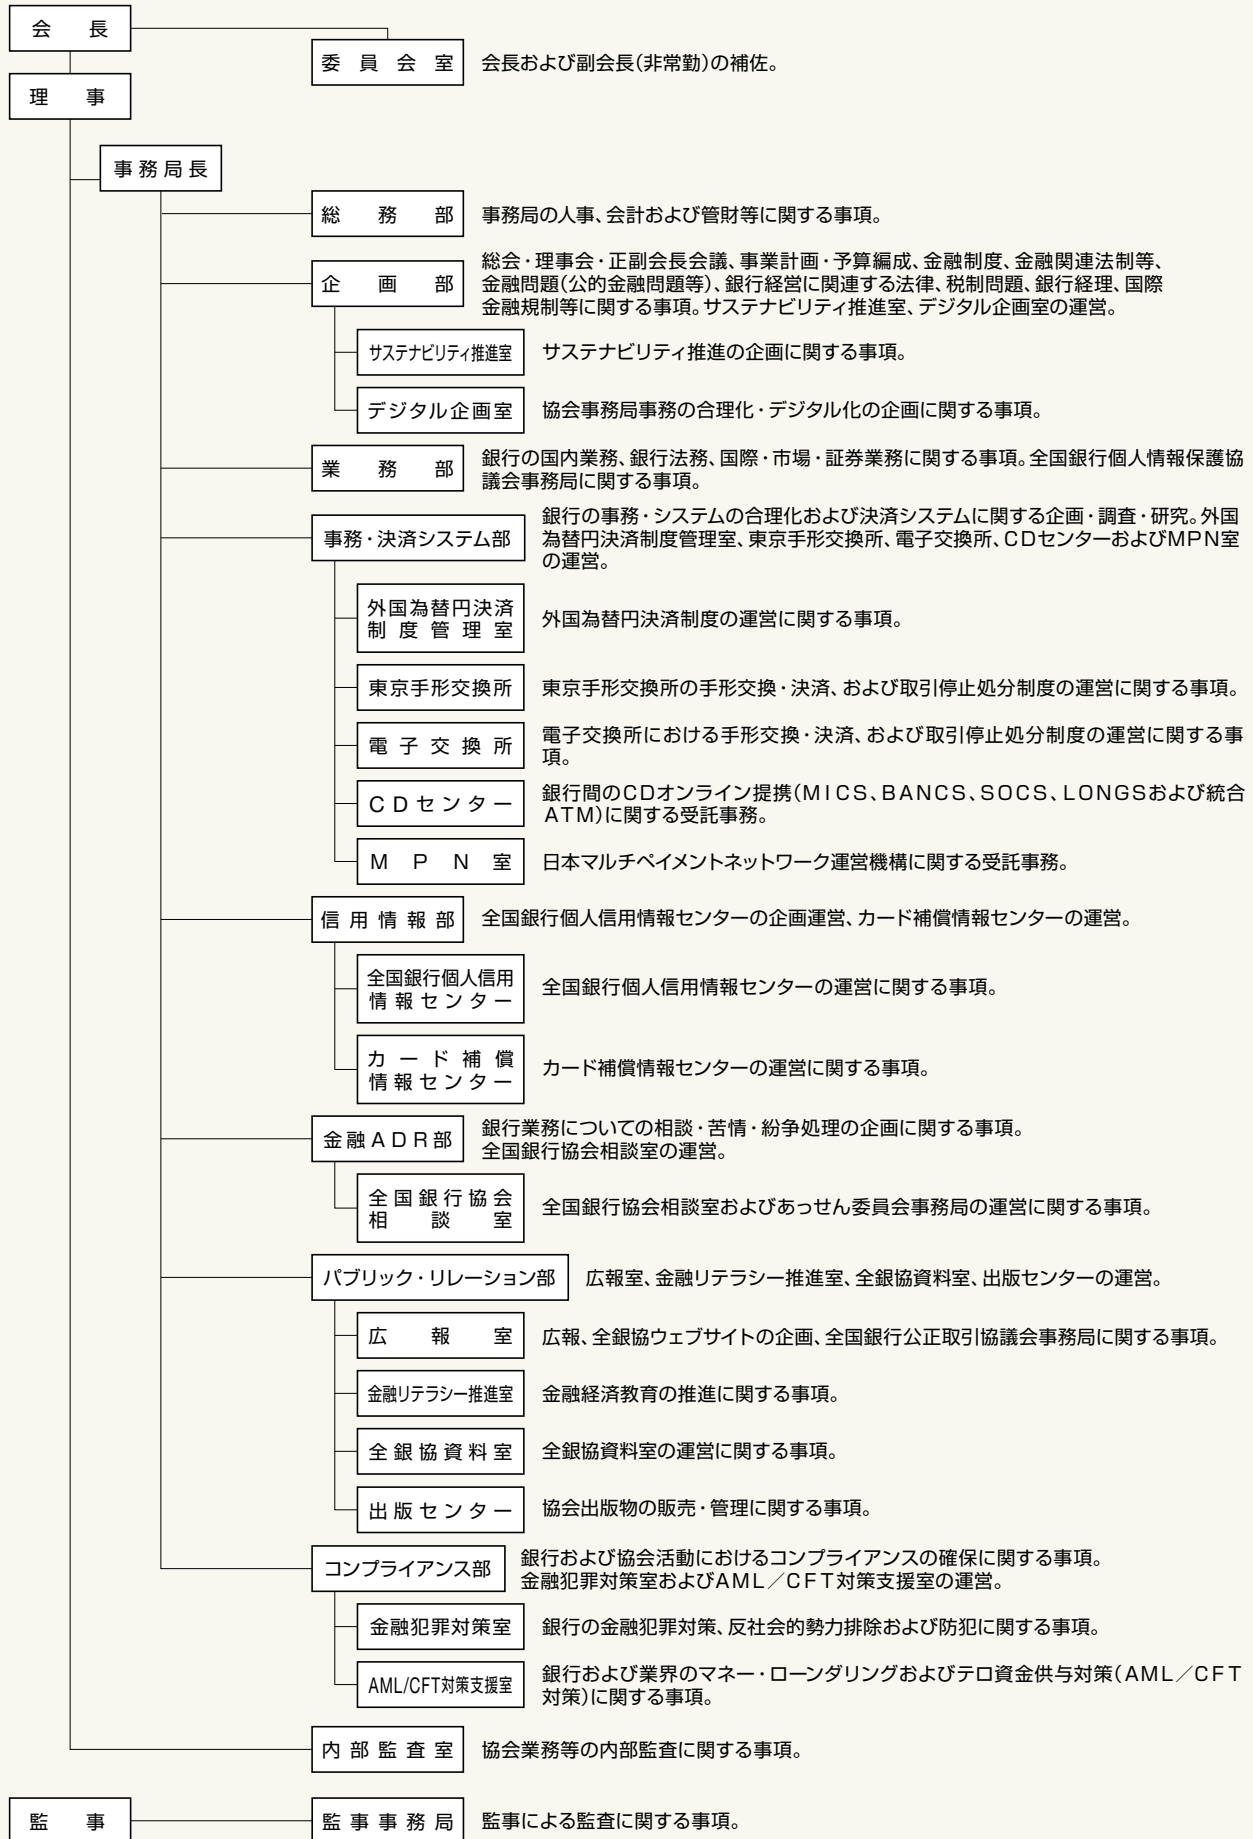 会長
委員会室
会長および副会長(非常勤)の補佐。
理事
事務局長
総務部
事務局の人事、会計および管財等に関する事項。
企画部
総会・理事会・正副会長会議、事業計画・予算編成、金融制度、金融関連法制等、
金融問題(公的金融問題等)、銀行経営に関連する法律、税制問題、銀行経理、国際
金融規制等に関する事項。サステナビリティ推進室、デジタル企画室の運営。
サステナビリティ推進室
サステナビリティ推進の企画に関する事項。
デジタル企画室
協会事務局事務の合理化・デジタル化の企画に関する事項。
業務部
銀行の国内業務、銀行法務、国際・市場・証券業務に関する事項。全国銀行個人情報保護協
議会事務局に関する事項。
事務・決済システム部
銀行の事務・システムの合理化および決済システムに関する企画・調査・研究。外国
為替円決済制度管理室、東京手形交換所、電子交換所、CDセンターおよびMPN室
の運営。
外国為替円決済
制度管理室
外国為替円決済制度の運営に関する事項。
東京手形交換所
東京手形交換所の手形交換・決済、および取引停止処分制度の運営に関する事項。
電子交換所
電子交換所における手形交換・決済、および取引停止処分制度の運営に関する事
項。
CDセンター
銀行間のCDオンライン提携(MICS、BANCS、SOCS、LONGSおよび統合
ATM)に関する受託事務。
MPN室
日本マルチペイメントネットワーク運営機構に関する受託事務。
信用情報部
全国銀行個人信用情報センターの企画運営、カード補償情報センターの運営。
全国銀行個人信用
情報センター
全国銀行個人信用情報センターの運営に関する事項。
カード補償
情報センター
カード補償情報センターの運営に関する事項。
金融ADR部
銀行業務についての相談・苦情・紛争処理の企画に関する事項。
全国銀行協会相談室の運営。
全国銀行協会
相談室
全国銀行協会相談室およびあっせん委員会事務局の運営に関する事項。
パブリック・リレーション部
広報室、金融リテラシー推進室、全銀協資料室、出版センターの運営。
広報室
広報、全銀協ウェブサイトの企画、全国銀行公正取引協議会事務局に関する事項。
金融リテラシー推進室
金融経済教育の推進に関する事項。
全銀協資料室
全銀協資料室の運営に関する事項。
出版センター
協会出版物の販売・管理に関する事項。
コンプライアンス部
銀行および協会活動におけるコンプライアンスの確保に関する事項。
金融犯罪対策室およびAML/CFT対策支援室の運営。
金融犯罪対策室
銀行の金融犯罪対策、反社会的勢力排除および防犯に関する事項。
AML/CFT対策支援室
銀行および業界のマネー・ローンダリングおよびテロ資金供与対策(AML/CFT
対策)に関する事項。
内部監査室
協会業務等の内部監査に関する事項。
監事
監事事務局
監事による監査に関する事項。